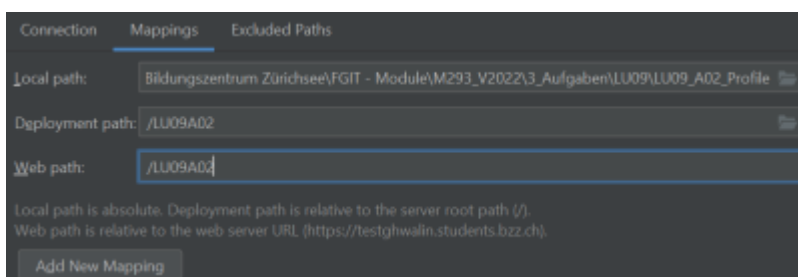 Connection Mappings Excluded Paths
Local path: Bildungszentrum Zürichsee\FGIT - Module\M293_V2022\3_Aufgaben\LU09\LU09_A02_Profile
Deployment path: /LU09A02
Web path: /LU09A02
Local path is absolute. Deployment path is relative to the server root path (/).
Web path is relative to the web server URL (https://testghwalin.students.bzz.ch).
Add New Mapping